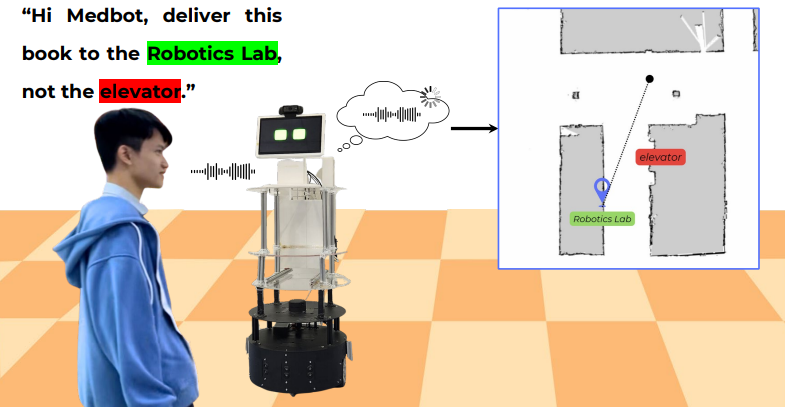 “Hi Medbot, deliver this
book to the Robotics Lab,
not the elevator.”
elevator
Robotics Lab